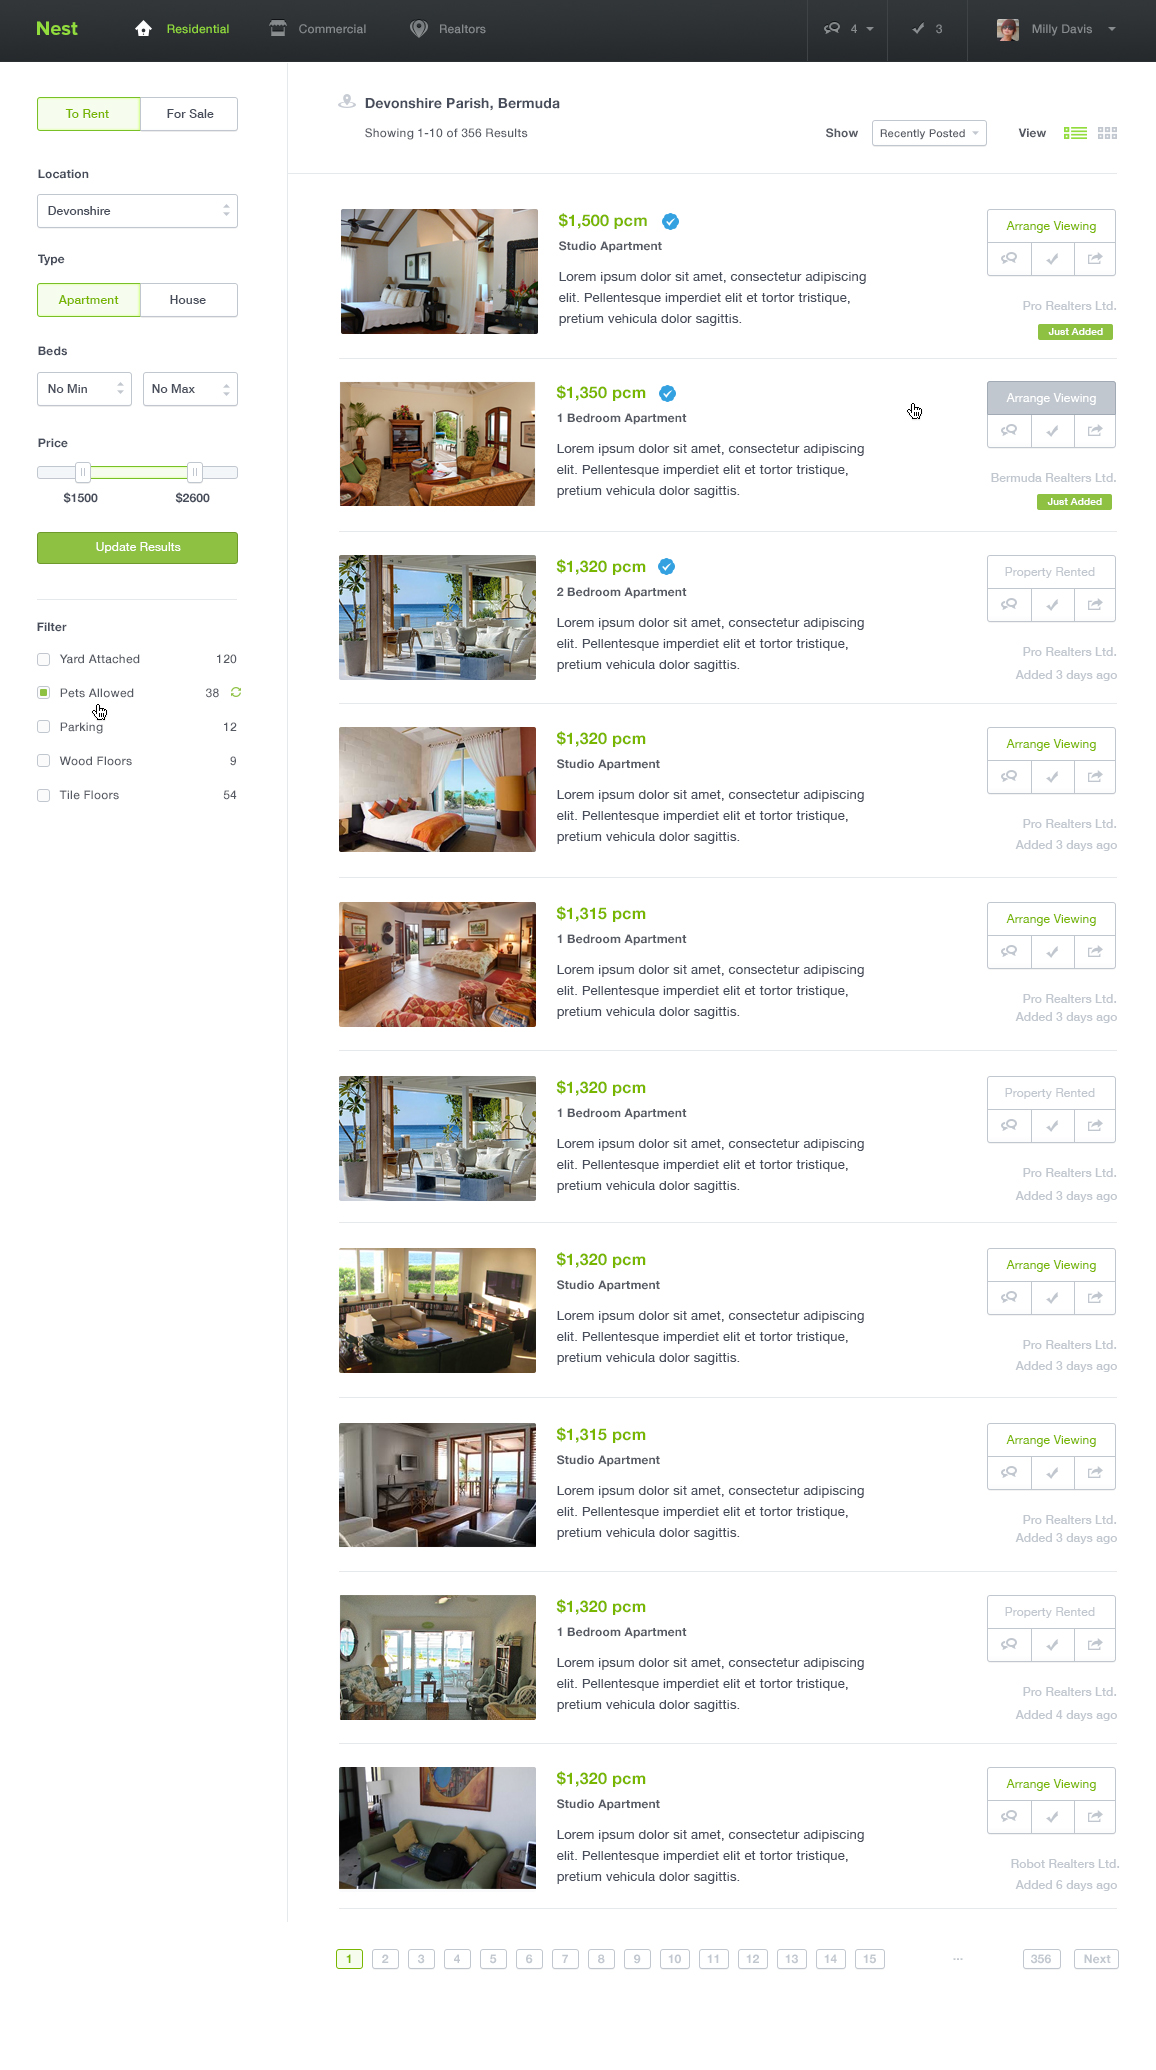 Nest
Residential
Commercial
Realtors
4
3
Milly Davis
To Rent
For Sale
Location
Devonshire
Type
Apartment
House
Beds
No Min
No Max
Price
$1500
$2600
Update Results
Filter
Yard Attached 120
Pets Allowed 38
Parking 12
Wood Floors 9
Tile Floors 54
Devonshire Parish, Bermuda
Showing 1-10 of 356 Results
Show
Recently Posted
View
$1,500 pcm
Studio Apartment
Lorem ipsum dolor sit amet, consectetur adipiscing
elit. Pellentesque imperdiet elit et tortor tristique,
pretium vehicula dolor sagittis.
Arrange Viewing
Pro Realters Ltd.
Just Added
$1,350 pcm
1 Bedroom Apartment
Lorem ipsum dolor sit amet, consectetur adipiscing
elit. Pellentesque imperdiet elit et tortor tristique,
pretium vehicula dolor sagittis.
Arrange Viewing
Bermuda Realters Ltd.
Just Added
$1,320 pcm
2 Bedroom Apartment
Lorem ipsum dolor sit amet, consectetur adipiscing
elit. Pellentesque imperdiet elit et tortor tristique,
pretium vehicula dolor sagittis.
Property Rented
Pro Realters Ltd.
Added 3 days ago
$1,320 pcm
Studio Apartment
Lorem ipsum dolor sit amet, consectetur adipiscing
elit. Pellentesque imperdiet elit et tortor tristique,
pretium vehicula dolor sagittis.
Arrange Viewing
Pro Realters Ltd.
Added 3 days ago
$1,315 pcm
1 Bedroom Apartment
Lorem ipsum dolor sit amet, consectetur adipiscing
elit. Pellentesque imperdiet elit et tortor tristique,
pretium vehicula dolor sagittis.
Arrange Viewing
Pro Realters Ltd.
Added 3 days ago
$1,320 pcm
1 Bedroom Apartment
Lorem ipsum dolor sit amet, consectetur adipiscing
elit. Pellentesque imperdiet elit et tortor tristique,
pretium vehicula dolor sagittis.
Property Rented
Pro Realters Ltd.
Added 3 days ago
$1,320 pcm
Studio Apartment
Lorem ipsum dolor sit amet, consectetur adipiscing
elit. Pellentesque imperdiet elit et tortor tristique,
pretium vehicula dolor sagittis.
Arrange Viewing
Pro Realters Ltd.
Added 3 days ago
$1,315 pcm
Studio Apartment
Lorem ipsum dolor sit amet, consectetur adipiscing
elit. Pellentesque imperdiet elit et tortor tristique,
pretium vehicula dolor sagittis.
Arrange Viewing
Pro Realters Ltd.
Added 3 days ago
$1,320 pcm
1 Bedroom Apartment
Lorem ipsum dolor sit amet, consectetur adipiscing
elit. Pellentesque imperdiet elit et tortor tristique,
pretium vehicula dolor sagittis.
Property Rented
Pro Realters Ltd.
Added 4 days ago
$1,320 pcm
Studio Apartment
Lorem ipsum dolor sit amet, consectetur adipiscing
elit. Pellentesque imperdiet elit et tortor tristique,
pretium vehicula dolor sagittis.
Arrange Viewing
Robot Realters Ltd.
Added 6 days ago
1 2 3 4 5 6 7 8 9 10 11 12 13 14 15 ... 356 Next